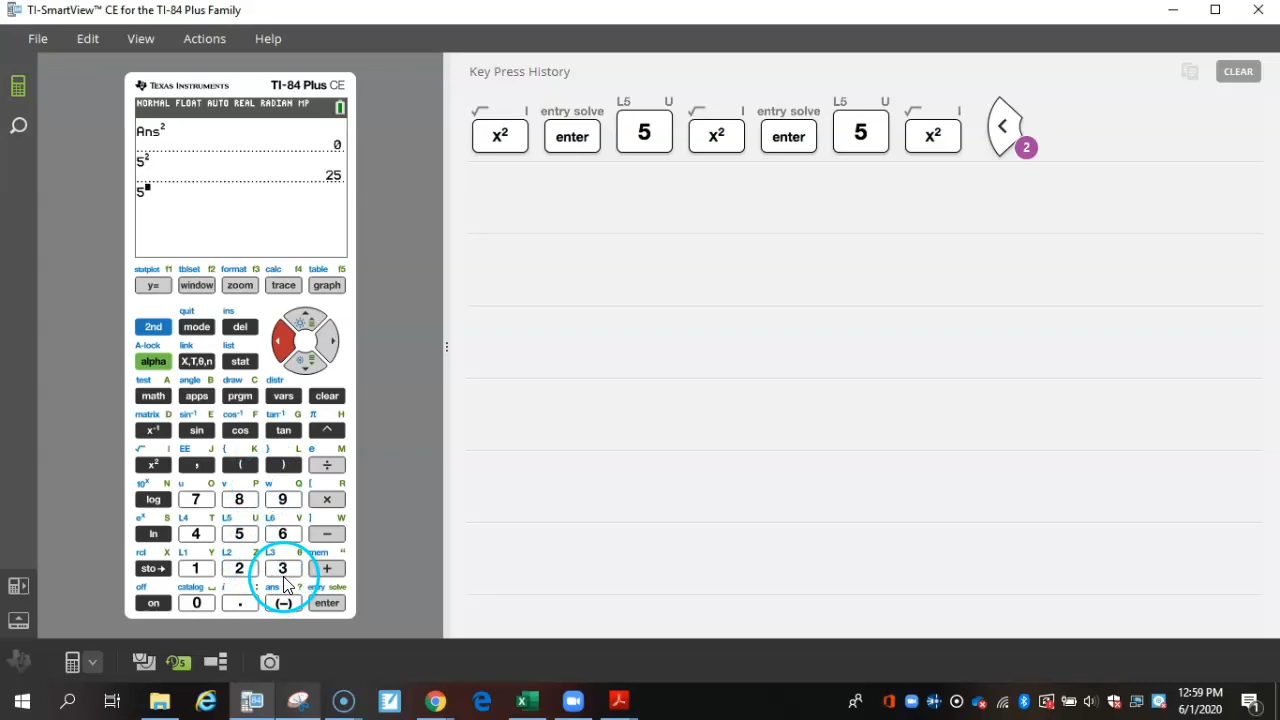 TI-SmartView™ CE for the TI-84 Plus Family
File Edit View Actions Help
Key Press History CLEAR
TEXAS INSTRUMENTS TI-84 Plus CE
NORMAL FLOAT AUTO REAL RADIAN MP
Ans²
0
5²
25
5
√ I entry solve L5 U √ I entry solve L5 U √ I
x² enter 5 x² enter 5 x² < 2
statplot f1 tblset f2 format f3 calc f4 table f5
y= window zoom trace graph
quit ins
2nd mode del
A-lock link list
alpha X,T,θ,n stat
test A angle B draw C distr
math apps prgm vars clear
matrix D sin⁻¹ E cos⁻¹ F tan⁻¹ G π H
x⁻¹ sin cos tan ^
√ I EE J { K } L e M
x² , ( ) ÷
10ˣ N u O v P w Q [ R
log 7 8 9 ×
eˣ S L4 T L5 U L6 V ] W
ln 4 5 6 −
rcl X L1 Y L2 Z L3 θ mem "
sto→ 1 2 3 +
off catalog ⎵ i : ans ? entry solve
on 0 . (−) enter
5
12:59 PM
6/1/2020
1